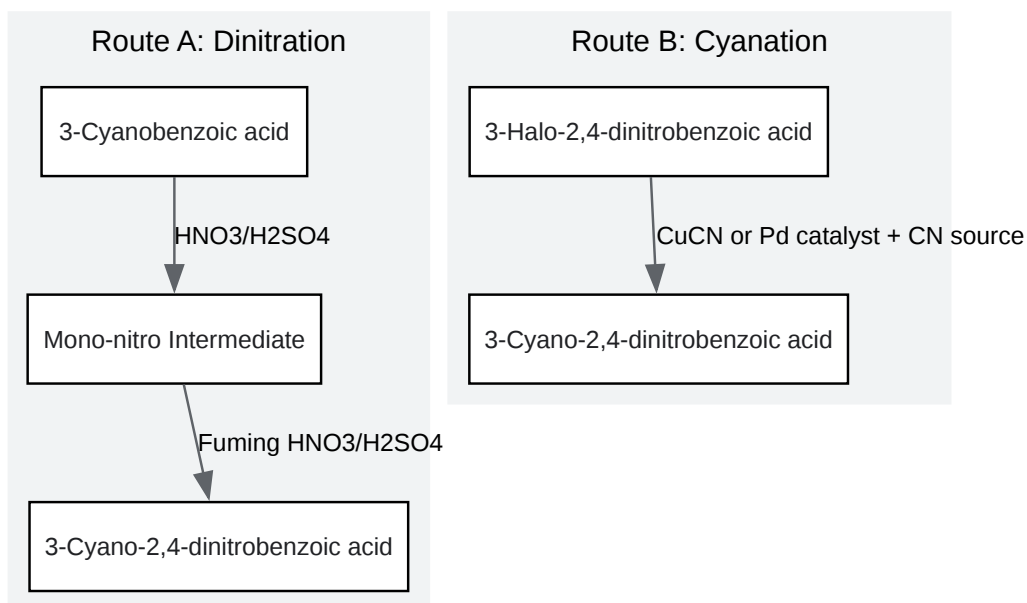 Route A: Dinitration
3-Cyanobenzoic acid
HNO3/H2SO4
Mono-nitro Intermediate
Fuming HNO3/H2SO4
3-Cyano-2,4-dinitrobenzoic acid
Route B: Cyanation
3-Halo-2,4-dinitrobenzoic acid
CuCN or Pd catalyst + CN source
3-Cyano-2,4-dinitrobenzoic acid